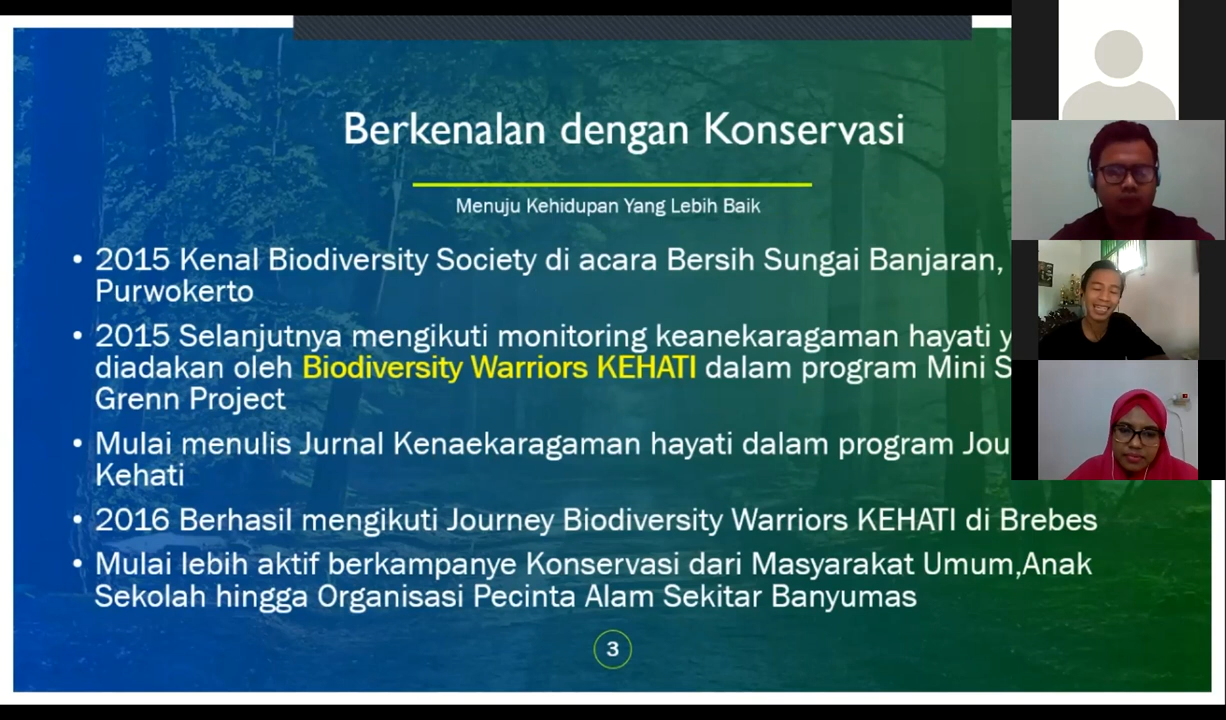 Berkenalan dengan Konservasi
Menuju Kehidupan Yang Lebih Baik
• 2015 Kenal Biodiversity Society di acara Bersih Sungai Banjaran,
Purwokerto
• 2015 Selanjutnya mengikuti monitoring keanekaragaman hayati
diadakan oleh Biodiversity Warriors KEHATI dalam program Mini
Grenn Project
• Mulai menulis Jurnal Kenaekaragaman hayati dalam program
Kehati
• 2016 Berhasil mengikuti Journey Biodiversity Warriors KEHATI di Brebes
• Mulai lebih aktif berkampanye Konservasi dari Masyarakat Umum,Anak
Sekolah hingga Organisasi Pecinta Alam Sekitar Banyumas
3